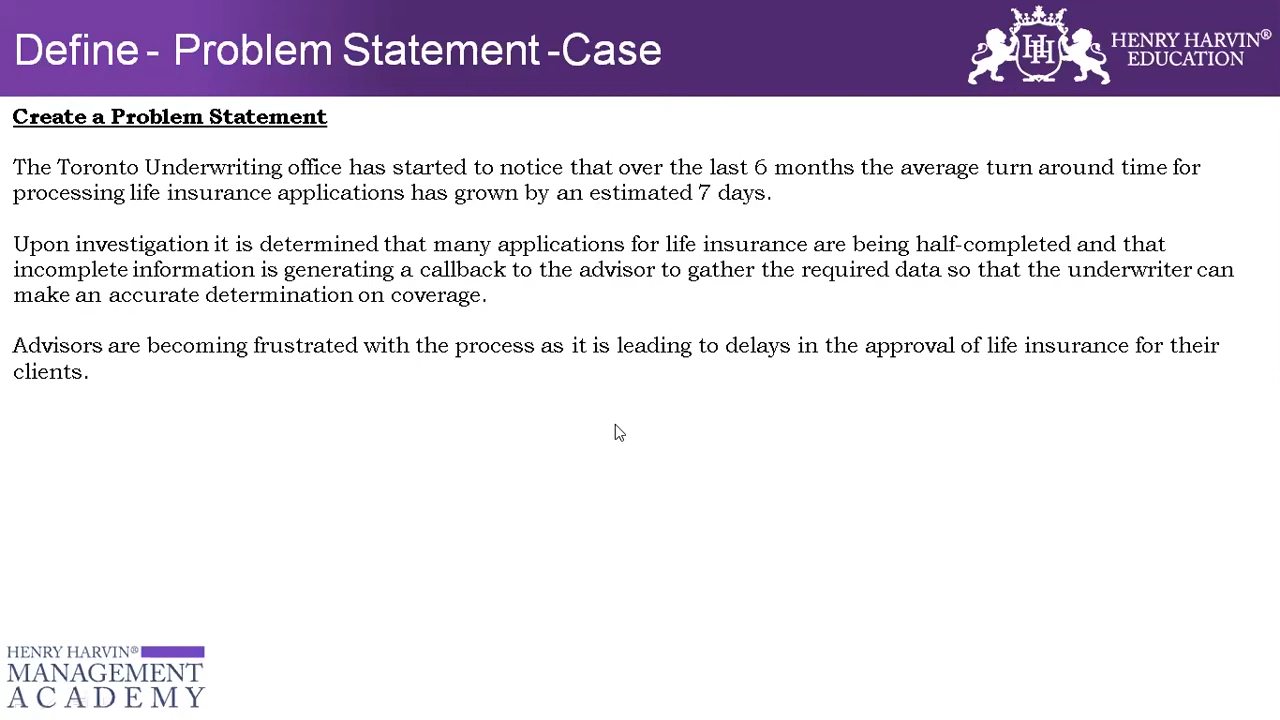 Define - Problem Statement -Case
HENRY HARVIN®
EDUCATION
Create a Problem Statement
The Toronto Underwriting office has started to notice that over the last 6 months the average turn around time for
processing life insurance applications has grown by an estimated 7 days.
Upon investigation it is determined that many applications for life insurance are being half-completed and that
incomplete information is generating a callback to the advisor to gather the required data so that the underwriter can
make an accurate determination on coverage.
Advisors are becoming frustrated with the process as it is leading to delays in the approval of life insurance for their
clients.
HENRY HARVIN®
MANAGEMENT
ACADEMY